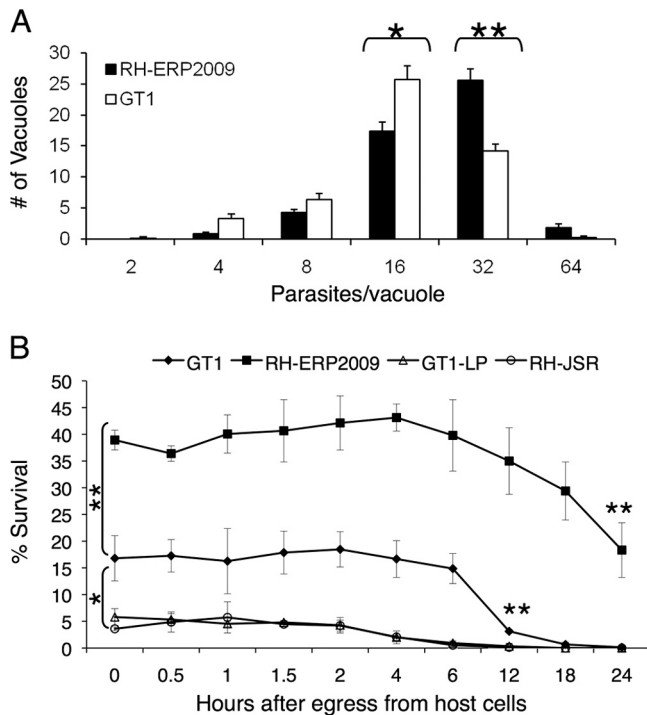 A
30
25
20
15
10
5
0
# of Vacuoles
RH-ERP2009
GT1
*
**
2 4 8 16 32 64
Parasites/vacuole
B
GT1 RH-ERP2009 GT1-LP RH-JSR
50
45
40
35
30
25
20
15
10
5
0
% Survival
**
*
**
**
0 0.5 1 1.5 2 4 6 12 18 24
Hours after egress from host cells